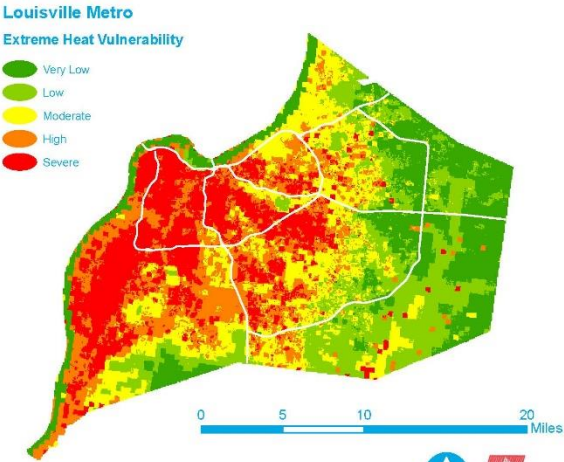 Louisville Metro
Extreme Heat Vulnerability
Very Low
Low
Moderate
High
Severe
0 5 10 20
Miles